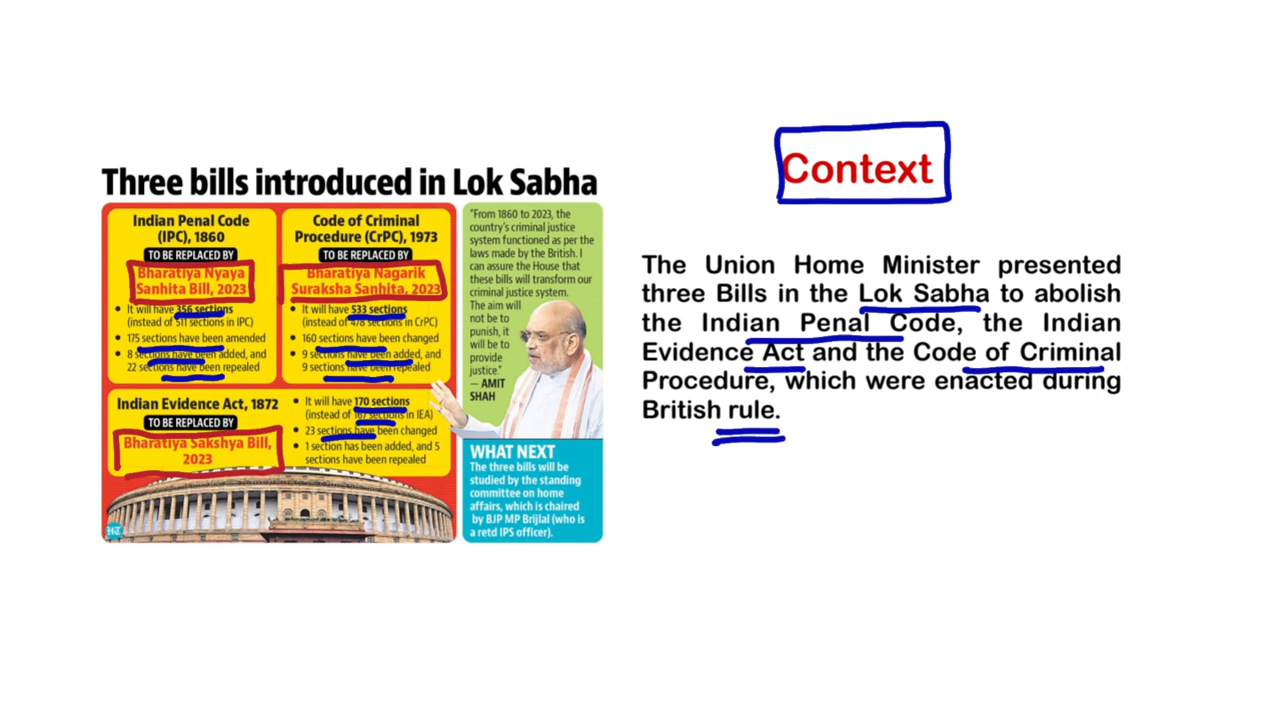 Three bills introduced in Lok Sabha
Indian Penal Code
(IPC), 1860
TO BE REPLACED BY
Bharatiya Nyaya
Sanhita Bill, 2023
• It will have 356 sections
(instead of 511 sections in IPC)
• 175 sections have been amended
• 8 sections have been added, and
22 sections have been repealed
Code of Criminal
Procedure (CrPC), 1973
TO BE REPLACED BY
Bharatiya Nagarik
Suraksha Sanhita, 2023
• It will have 533 sections
(instead of 478 sections in CrPC)
• 160 sections have been changed
• 9 sections have been added, and
9 sections have been repealed
Indian Evidence Act, 1872
TO BE REPLACED BY
Bharatiya Sakshya Bill,
2023
• It will have 170 sections
(instead of 167 sections in IEA)
• 23 sections have been changed
• 1 section has been added, and 5
sections have been repealed
HT
"From 1860 to 2023, the
country's criminal justice
system functioned as per the
laws made by the British. I
can assure the House that
these bills will transform our
criminal justice system.
The aim will
not be to
punish, it
will be to
provide
justice."
— AMIT
SHAH
WHAT NEXT
The three bills will be
studied by the standing
committee on home
affairs, which is chaired
by BJP MP Brijlal (who is
a retd IPS officer).
Context
The Union Home Minister presented
three Bills in the Lok Sabha to abolish
the Indian Penal Code, the Indian
Evidence Act and the Code of Criminal
Procedure, which were enacted during
British rule.